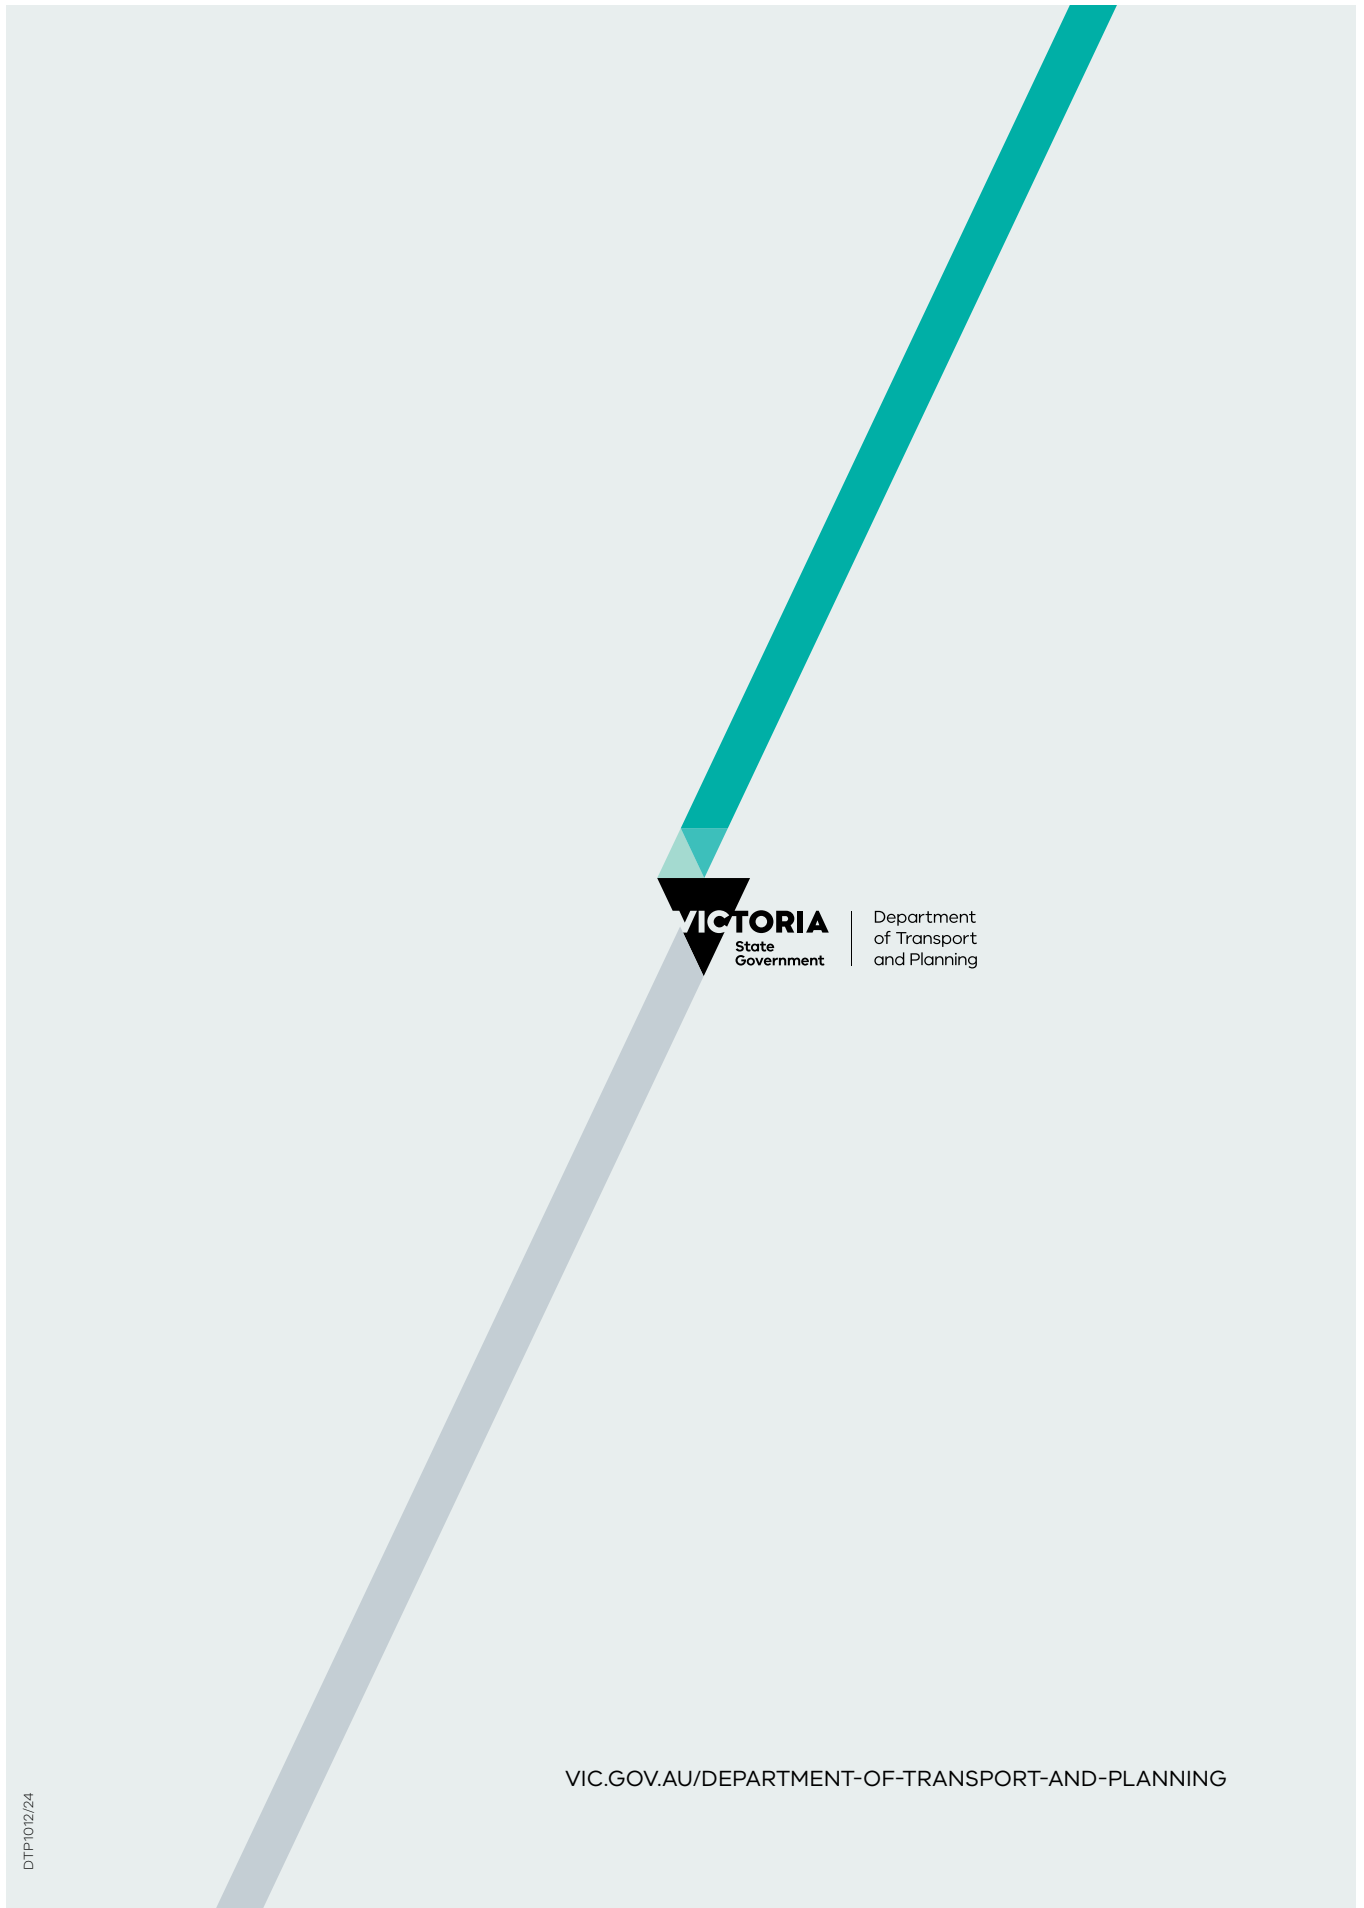 VICTORIA
State
Government
Department
of Transport
and Planning
VIC.GOV.AU/DEPARTMENT-OF-TRANSPORT-AND-PLANNING
DTP1012/24